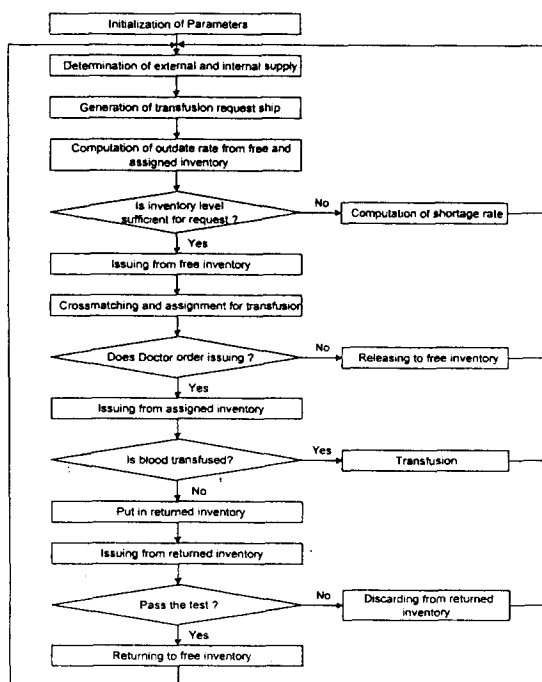 Initialization of Parameters
Determination of external and internal supply
Generation of transfusion request ship
Computation of outdate rate from free and
assigned inventory
Is inventory level
sufficient for request ?
No
Computation of shortage rate
Yes
Issuing from free inventory
Crossmatching and assignment for transfusion
Does Doctor order issuing ?
No
Releasing to free inventory
Yes
Issuing from assigned inventory
Is blood transfused?
Yes
Transfusion
No
Put in returned inventory
Issuing from returned inventory
Pass the test ?
No
Discarding from returned
inventory
Yes
Returning to free inventory